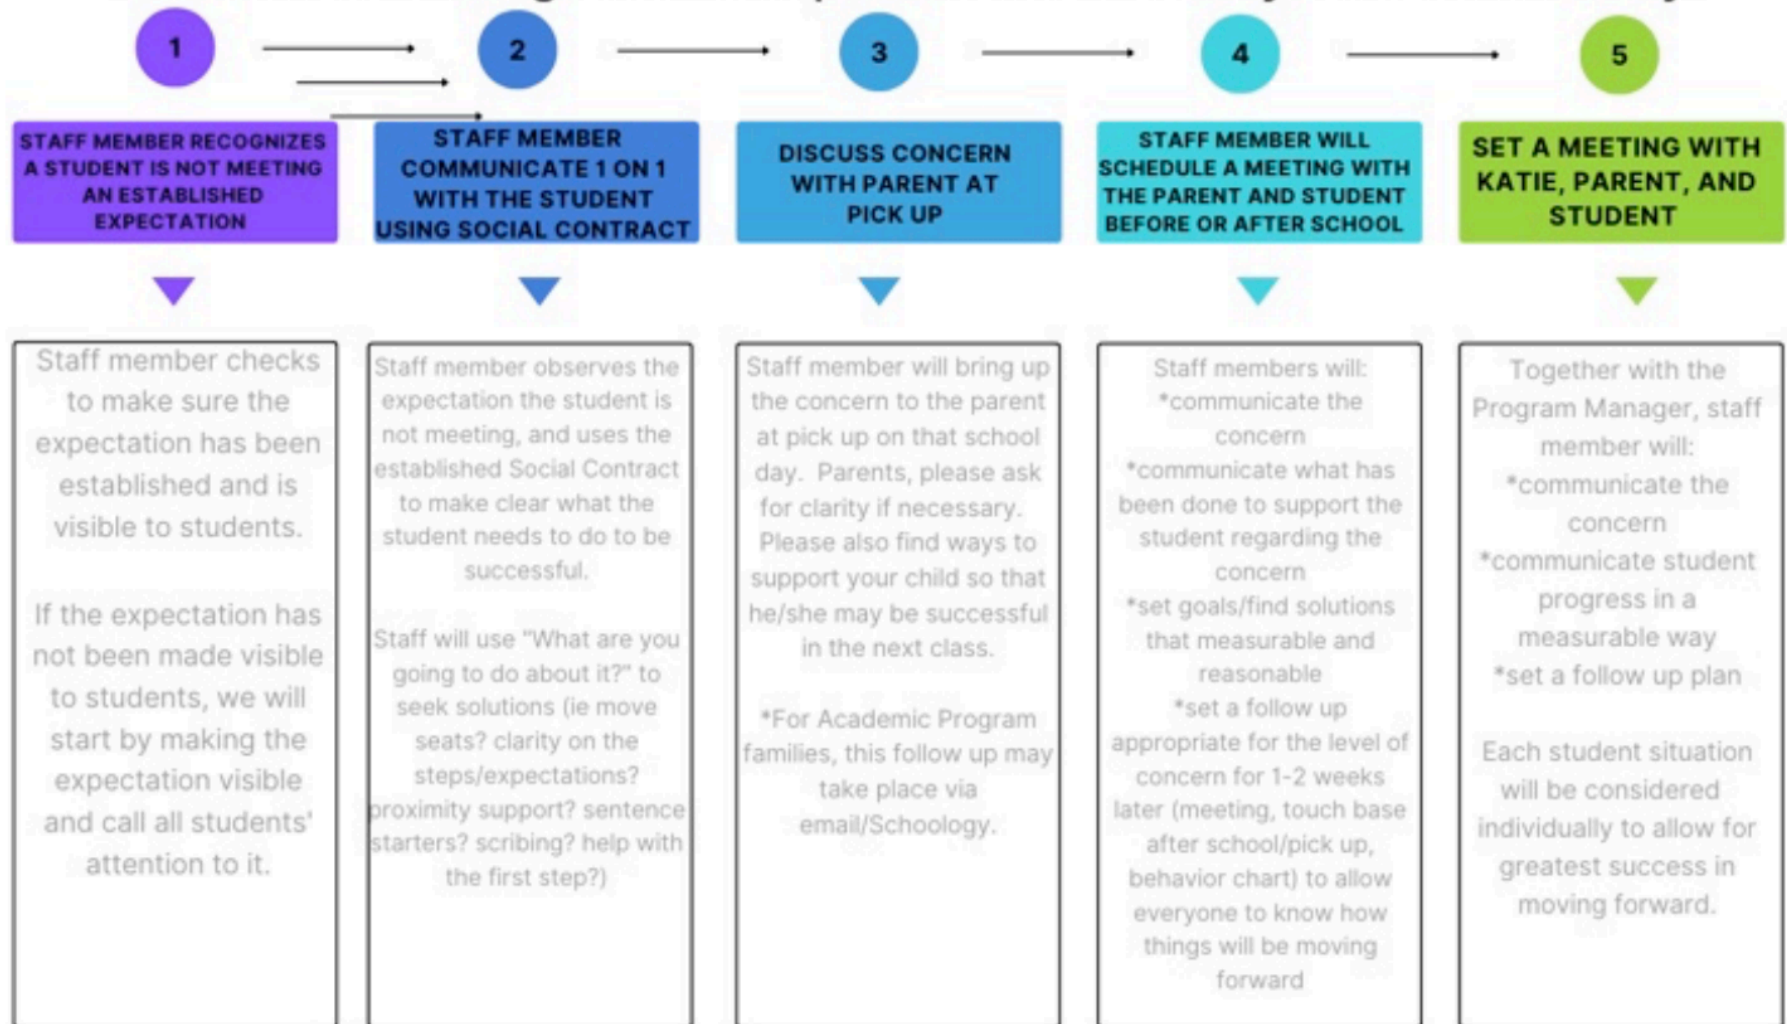 1
2
3
4
5
STAFF MEMBER RECOGNIZES
A STUDENT IS NOT MEETING
AN ESTABLISHED
EXPECTATION
STAFF MEMBER
COMMUNICATE 1 ON 1
WITH THE STUDENT
USING SOCIAL CONTRACT
DISCUSS CONCERN
WITH PARENT AT
PICK UP
STAFF MEMBER WILL
SCHEDULE A MEETING WITH
THE PARENT AND STUDENT
BEFORE OR AFTER SCHOOL
SET A MEETING WITH
KATIE, PARENT, AND
STUDENT
Staff member checks
to make sure the
expectation has been
established and is
visible to students.
If the expectation has
not been made visible
to students, we will
start by making the
expectation visible
and call all students'
attention to it.
Staff member observes the
expectation the student is
not meeting, and uses the
established Social Contract
to make clear what the
student needs to do to be
successful.
Staff will use "What are you
going to do about it?" to
seek solutions (ie move
seats? clarity on the
steps/expectations?
proximity support? sentence
starters? scribing? help with
the first step?)
Staff member will bring up
the concern to the parent
at pick up on that school
day. Parents, please ask
for clarity if necessary.
Please also find ways to
support your child so that
he/she may be successful
in the next class.
*For Academic Program
families, this follow up may
take place via
email/Schoology.
Staff members will:
*communicate the
concern
*communicate what has
been done to support the
student regarding the
concern
*set goals/find solutions
that measurable and
reasonable
*set a follow up
appropriate for the level of
concern for 1-2 weeks
later (meeting, touch base
after school/pick up,
behavior chart) to allow
everyone to know how
things will be moving
forward
Together with the
Program Manager, staff
member will:
*communicate the
concern
*communicate student
progress in a
measurable way
*set a follow up plan
Each student situation
will be considered
individually to allow for
greatest success in
moving forward.